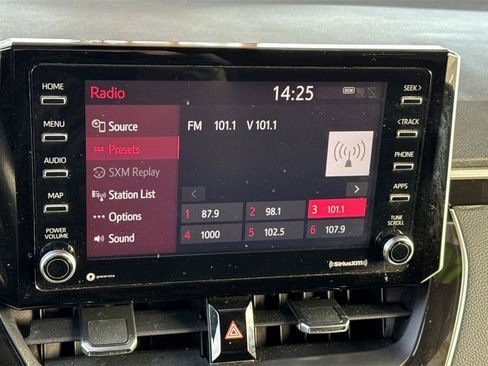 HOME
MENU
AUDIO
MAP
POWER
VOLUME
gracenote
Radio
14:25
DCM
Source
Presets
SXM Replay
Station List
Options
Sound
FM 101.1 V 101.1
1 87.9 2 98.1 3 101.1
4 1000 5 102.5 6 107.9
SEEK >
< TRACK
PHONE
APPS
TUNE
SCROLL
SiriusXM